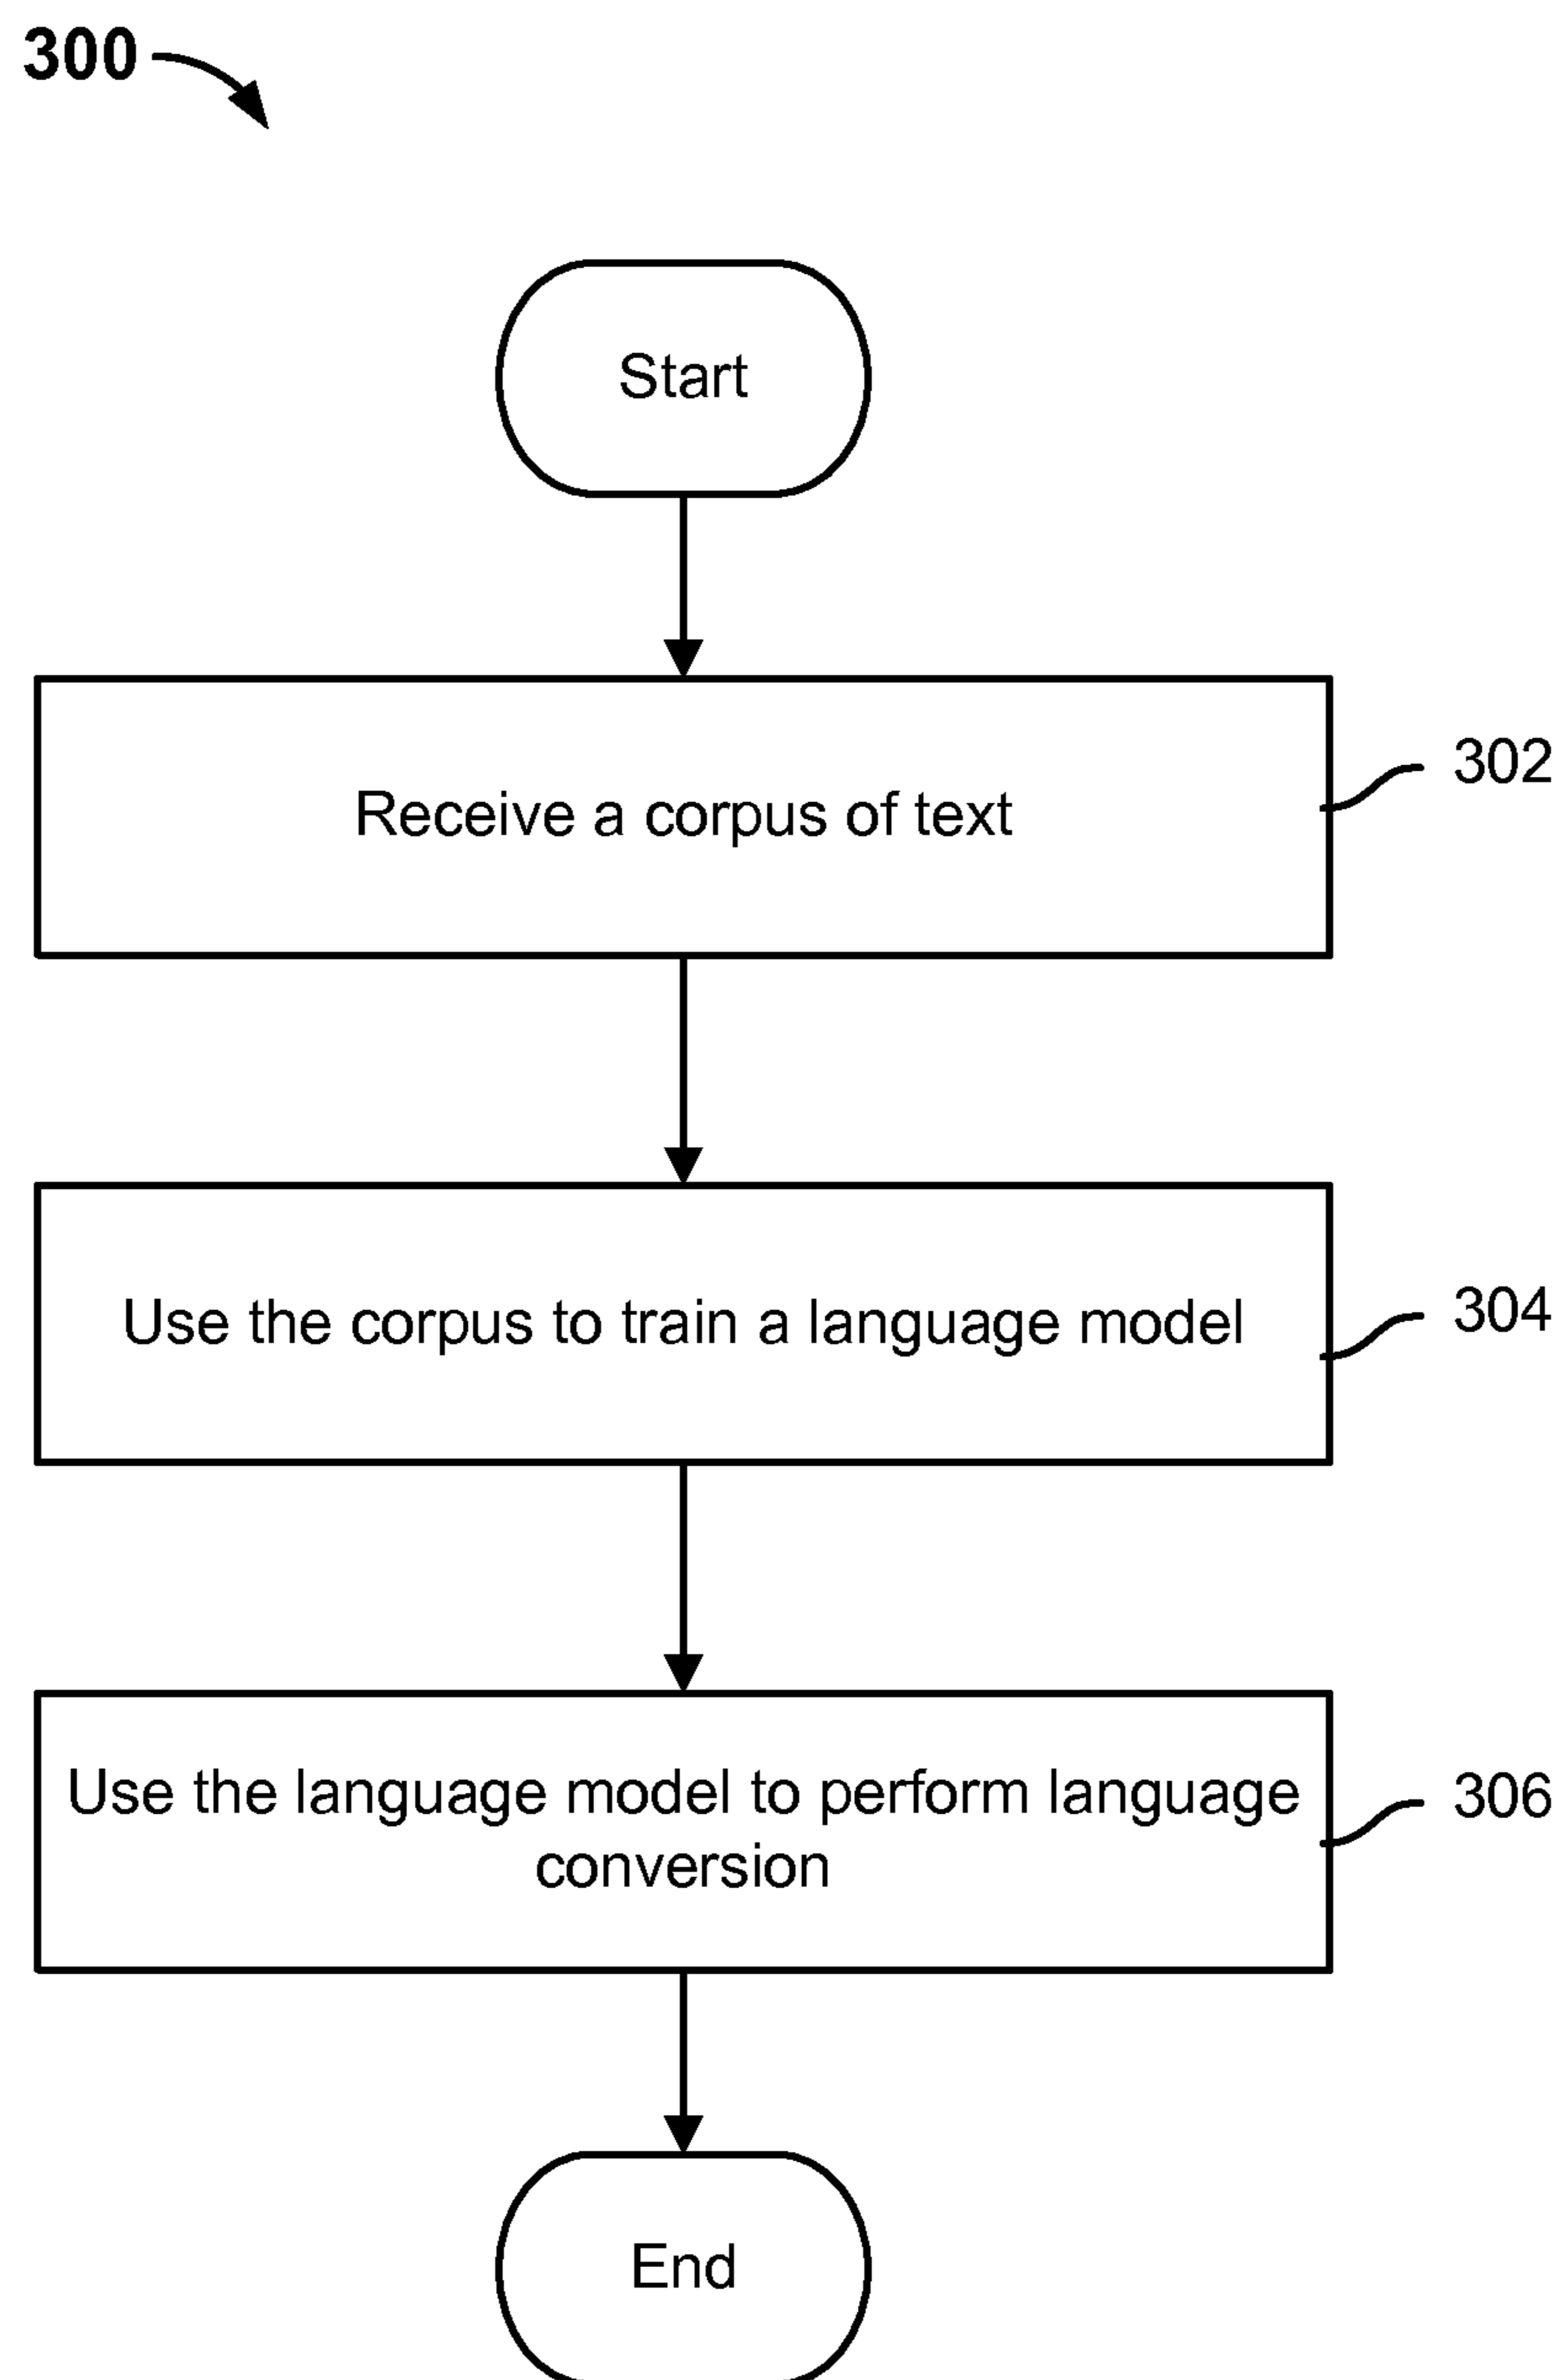 300
Start
Receive a corpus of text
302
Use the corpus to train a language model
304
Use the language model to perform language
conversion
306
End